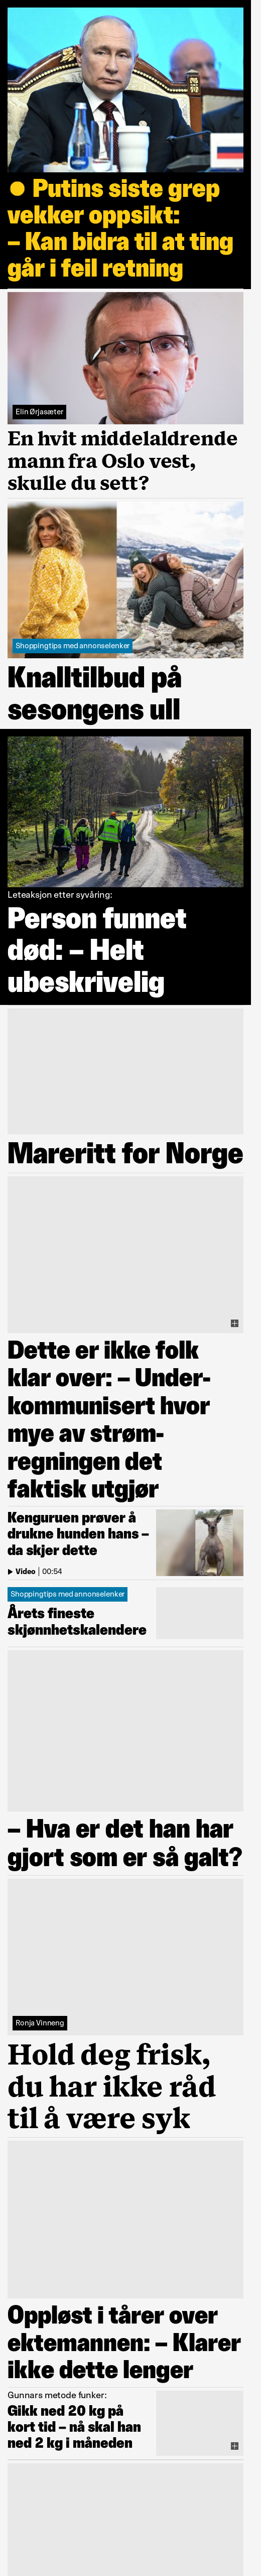 Putins siste grep
vekker oppsikt:
– Kan bidra til at ting
går i feil retning
Elin Ørjasæter
En hvit middelaldrende
mann fra Oslo vest,
skulle du sett?
Shoppingtips med annonselenker
Knalltilbud på
sesongens ull
Leteaksjon etter syvåring:
Person funnet
død: – Helt
ubeskrivelig
Mareritt for Norge
Dette er ikke folk
klar over: – Under-
kommunisert hvor
mye av strøm-
regningen det
faktisk utgjør
Kenguruen prøver å
drukne hunden hans –
da skjer dette
Video | 00:54
Shoppingtips med annonselenker
Årets fineste
skjønnhetskalendere
– Hva er det han har
gjort som er så galt?
Ronja Vinneng
Hold deg frisk,
du har ikke råd
til å være syk
Oppløst i tårer over
ektemannen: – Klarer
ikke dette lenger
Gunnars metode funker:
Gikk ned 20 kg på
kort tid – nå skal han
ned 2 kg i måneden